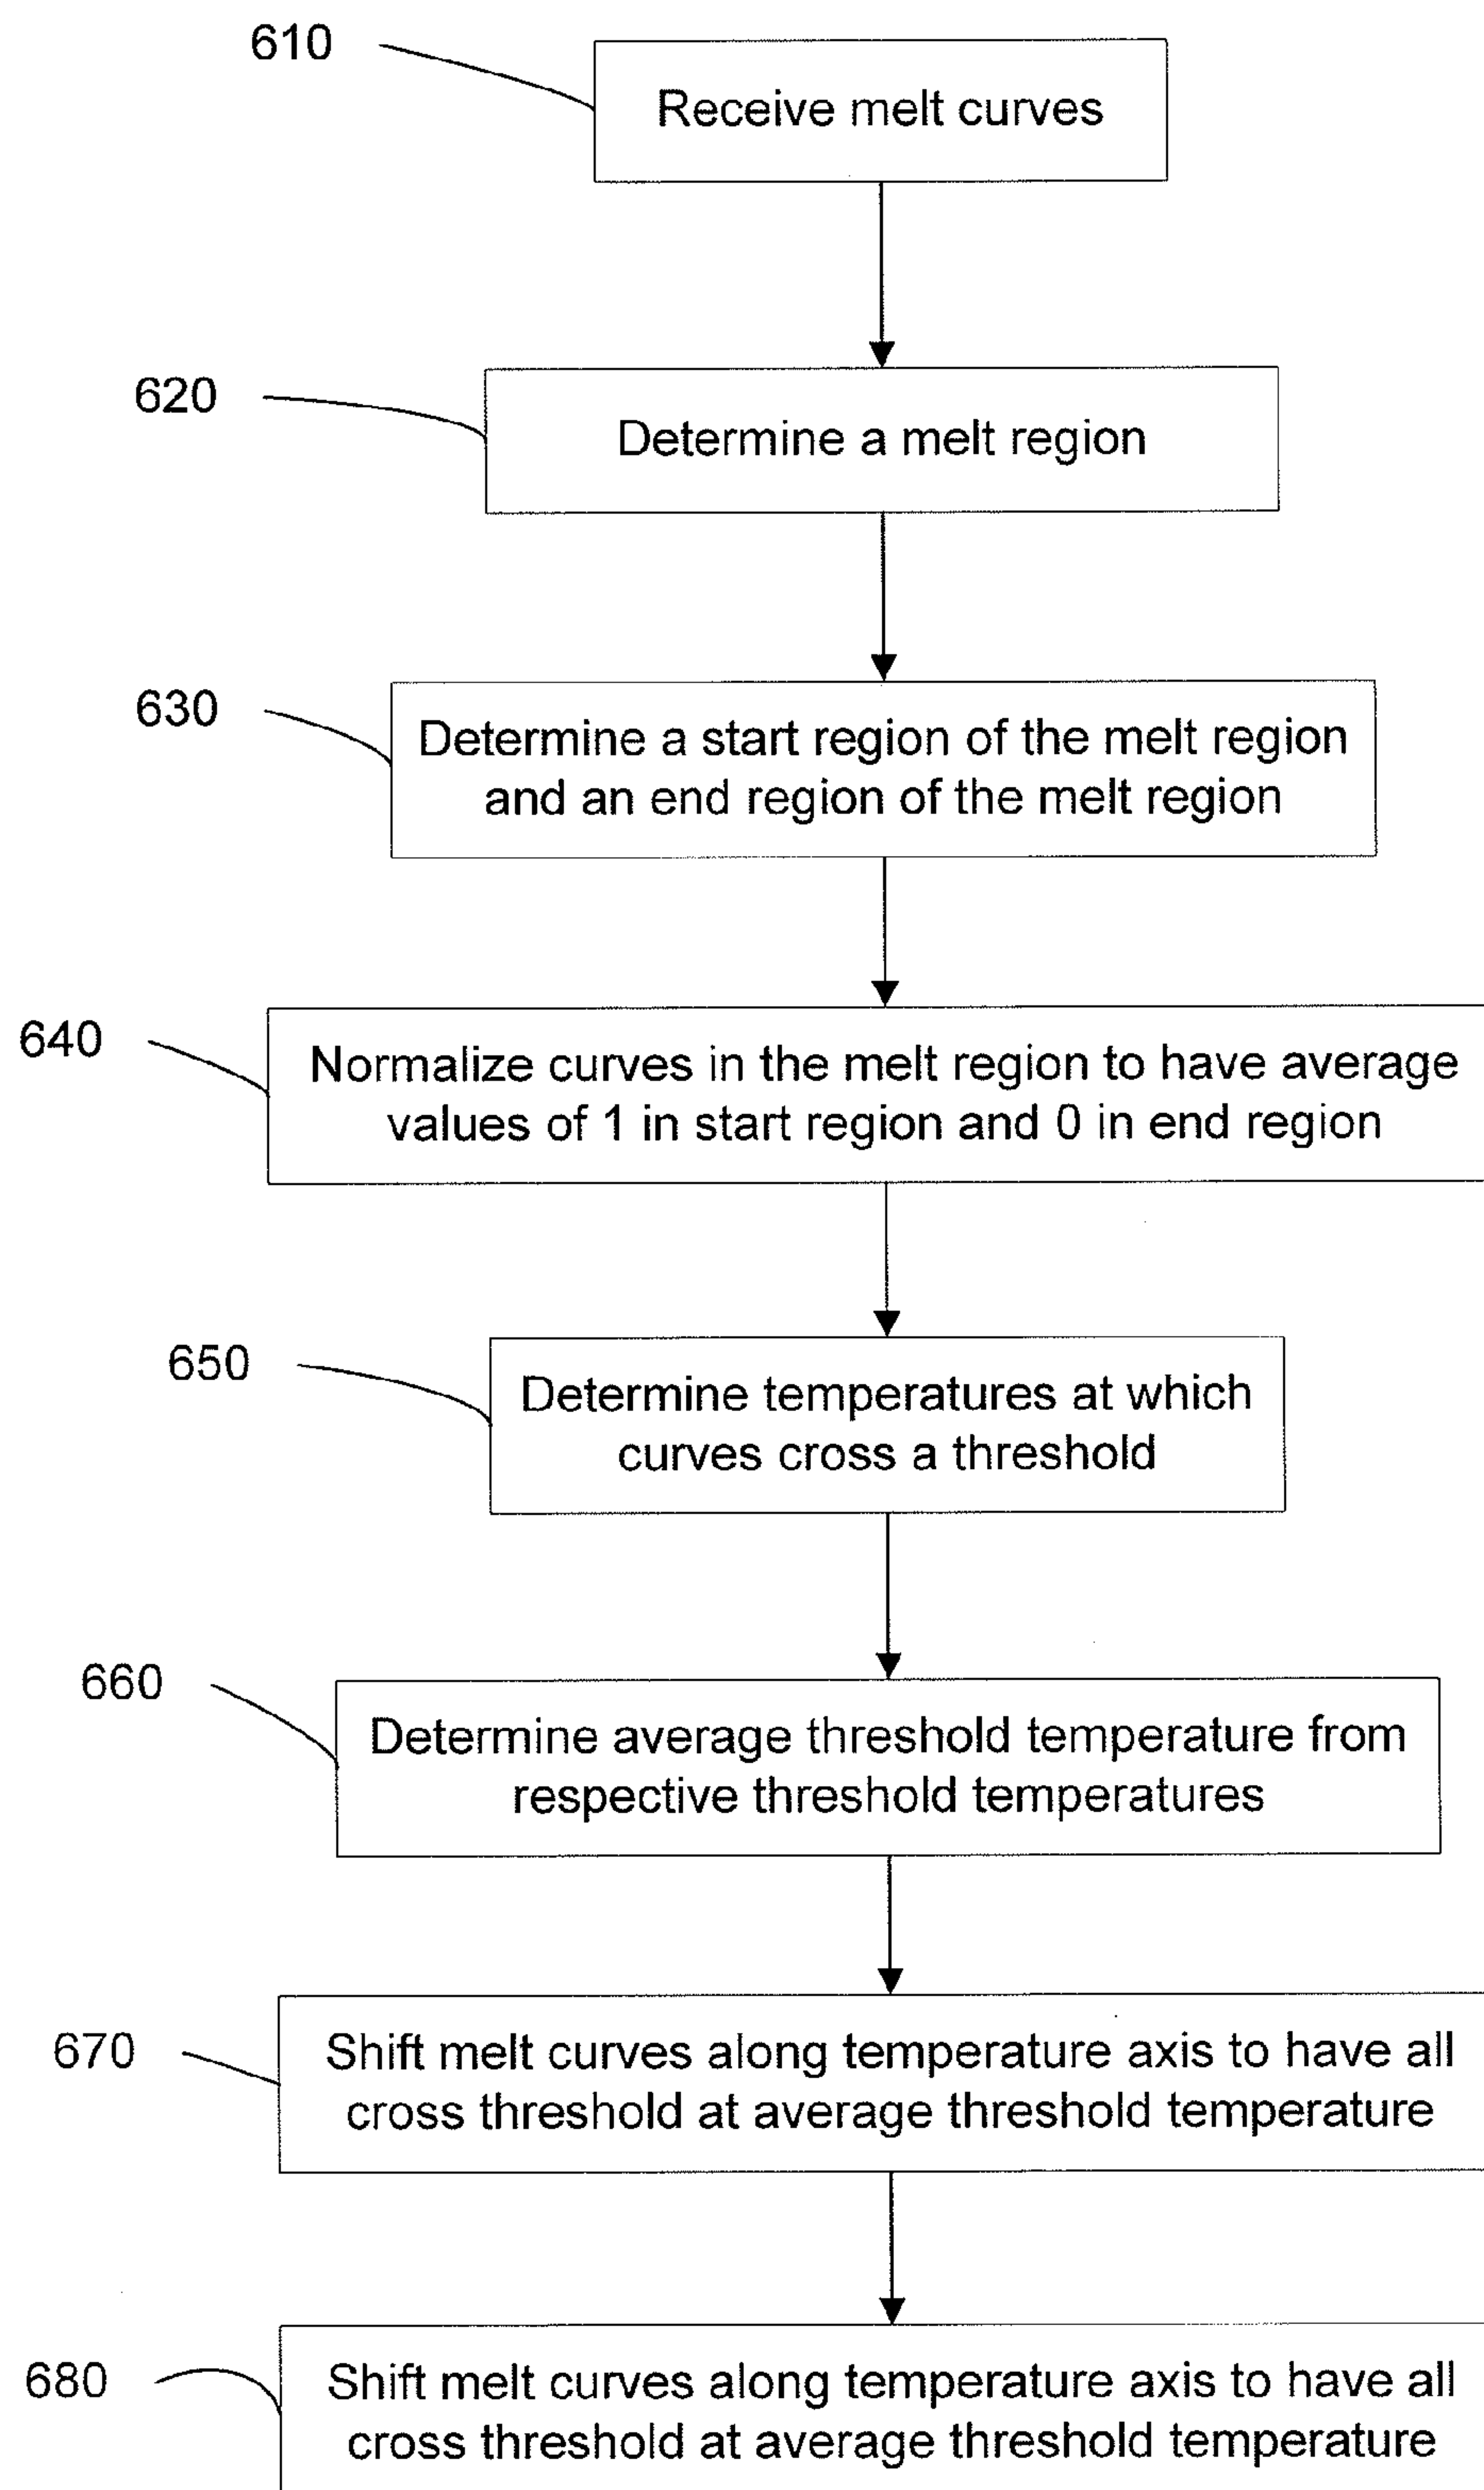 610
Receive melt curves
620
Determine a melt region
630
Determine a start region of the melt region
and an end region of the melt region
640
Normalize curves in the melt region to have average
values of 1 in start region and 0 in end region
650
Determine temperatures at which
curves cross a threshold
660
Determine average threshold temperature from
respective threshold temperatures
670
Shift melt curves along temperature axis to have all
cross threshold at average threshold temperature
680
Shift melt curves along temperature axis to have all
cross threshold at average threshold temperature